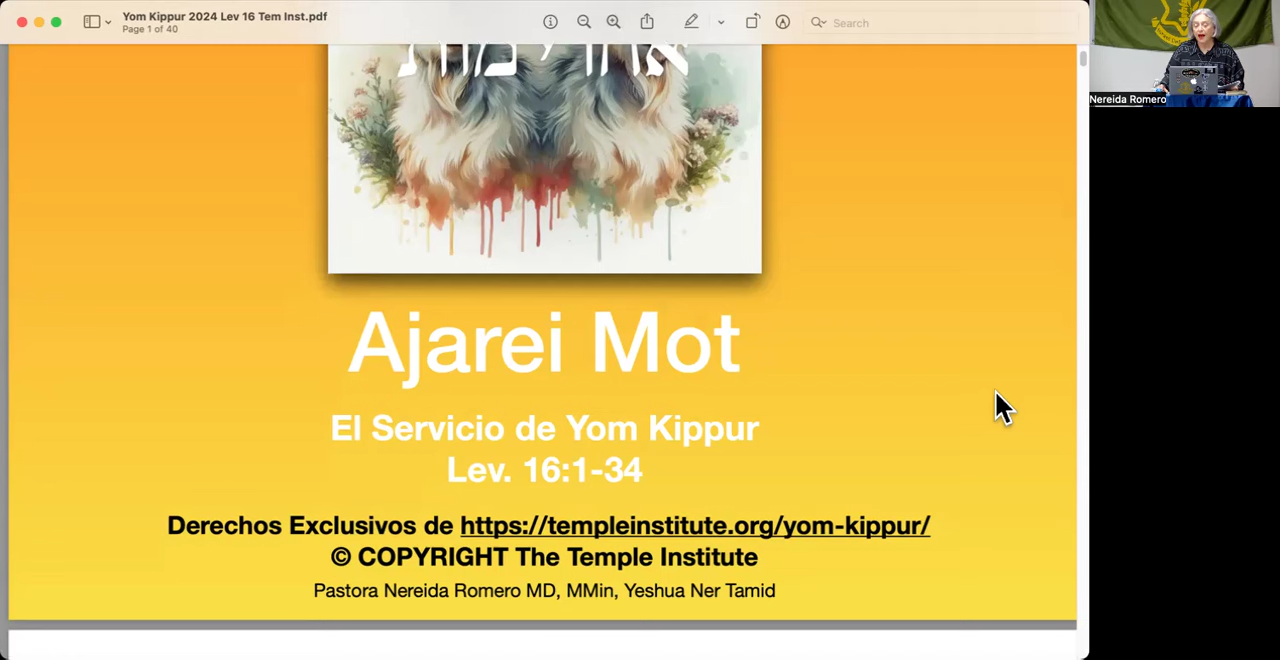 Yom Kippur 2024 Lev 16 Tem Inst.pdf
Page 1 of 40
Search
Nereida Romero
אחרי מות
Ajarei Mot
El Servicio de Yom Kippur
Lev. 16:1-34
Derechos Exclusivos de https://templeinstitute.org/yom-kippur/
© COPYRIGHT The Temple Institute
Pastora Nereida Romero MD, MMin, Yeshua Ner Tamid